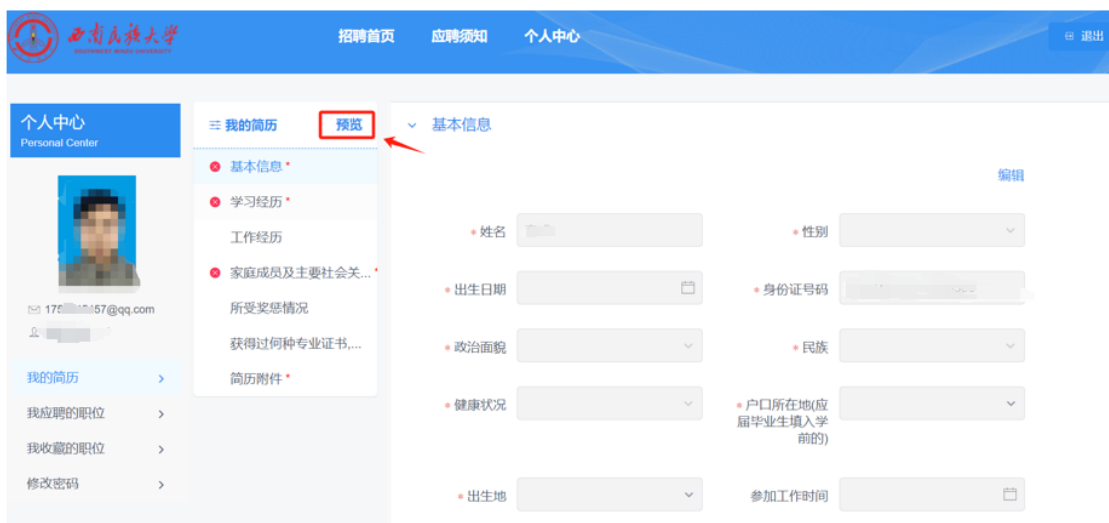 西南民族大学
SOUTHWEST MINZU UNIVERSITY
招聘首页
应聘须知
个人中心
退出
个人中心
Personal Center
我的简历
预览
基本信息
基本信息*
编辑
学习经历*
工作经历
家庭成员及主要社会关...*
所受奖惩情况
获得过何种专业证书,...
简历附件*
175 57@qq.com
我的简历
我应聘的职位
我收藏的职位
修改密码
*姓名
*性别
*出生日期
*身份证号码
*政治面貌
*民族
*健康状况
*户口所在地(应
届毕业生填入学
前的)
*出生地
参加工作时间